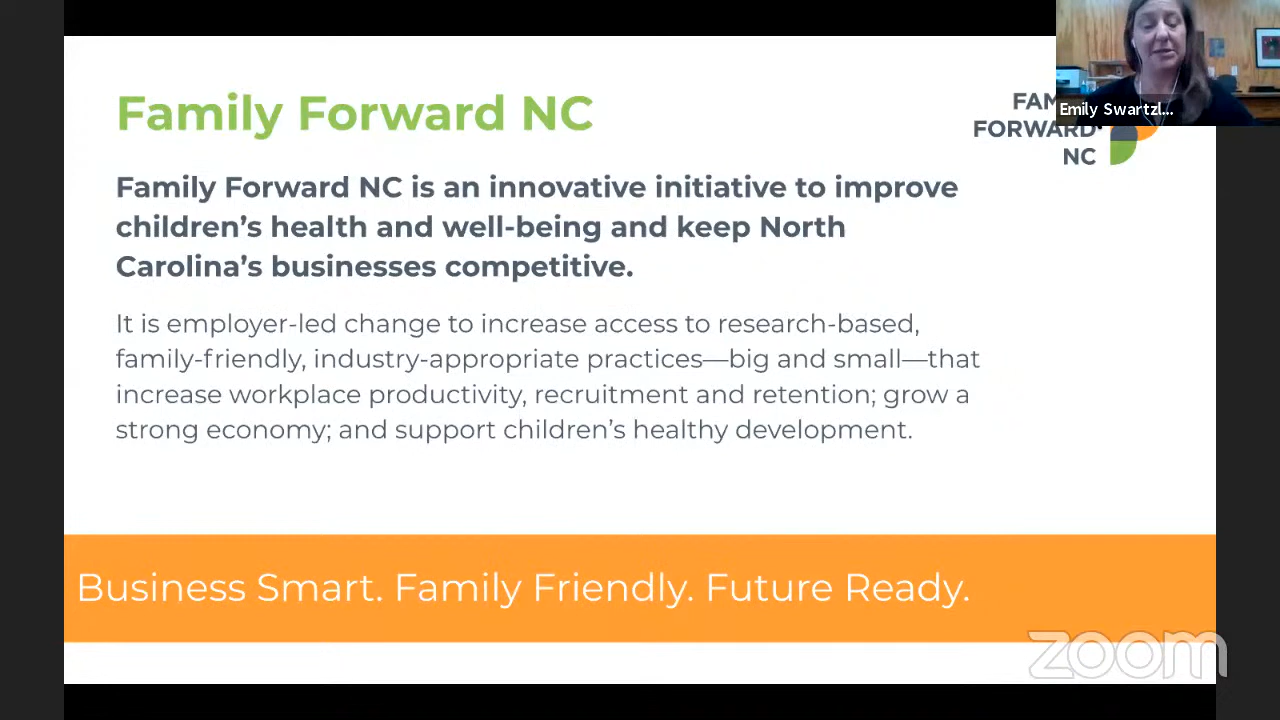 Family Forward NC
FORWARD
NC
Emily Swartzl...
Family Forward NC is an innovative initiative to improve
children’s health and well-being and keep North
Carolina’s businesses competitive.
It is employer-led change to increase access to research-based,
family-friendly, industry-appropriate practices—big and small—that
increase workplace productivity, recruitment and retention; grow a
strong economy; and support children’s healthy development.
Business Smart. Family Friendly. Future Ready.
zoom